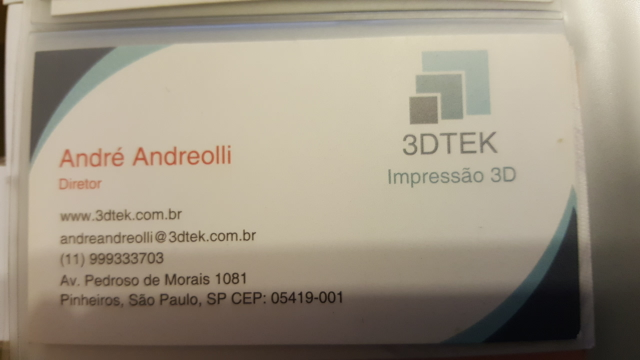 3DTEK
Impressão 3D
André Andreolli
Diretor
www.3dtek.com.br
andreandreolli@3dtek.com.br
(11) 999333703
Av. Pedroso de Morais 1081
Pinheiros, São Paulo, SP CEP: 05419-001